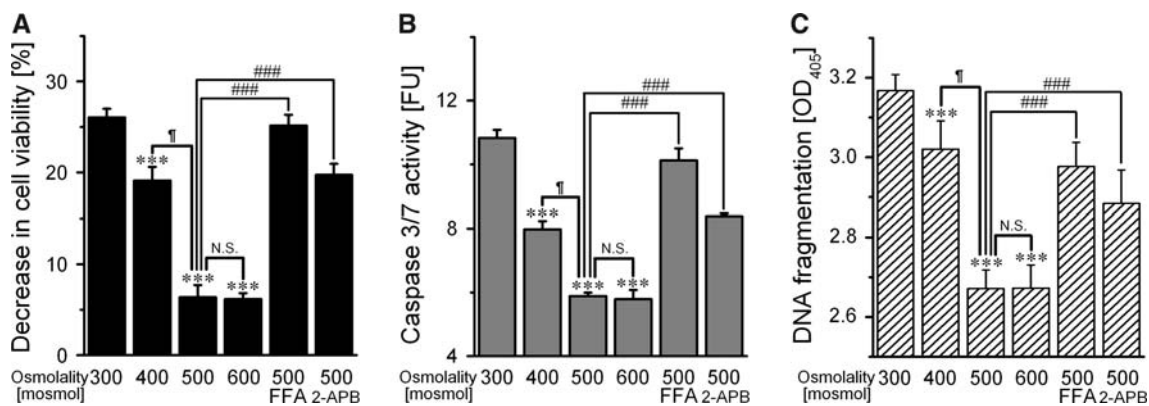 A
Decrease in cell viability [%]
30
20
10
0
***
¶
***
***
N.S.
###
###
Osmolality
[mosmol]
300 400 500 600 500 500
FFA 2-APB
B
Caspase 3/7 activity [FU]
12
8
4
***
¶
***
***
N.S.
###
###
300 400 500 600 500 500
FFA 2-APB
C
DNA fragmentation [OD405]
3.2
3.0
2.8
2.6
***
¶
***
***
N.S.
###
###
Osmolality
[mosmol]
300 400 500 600 500 500
FFA 2-APB